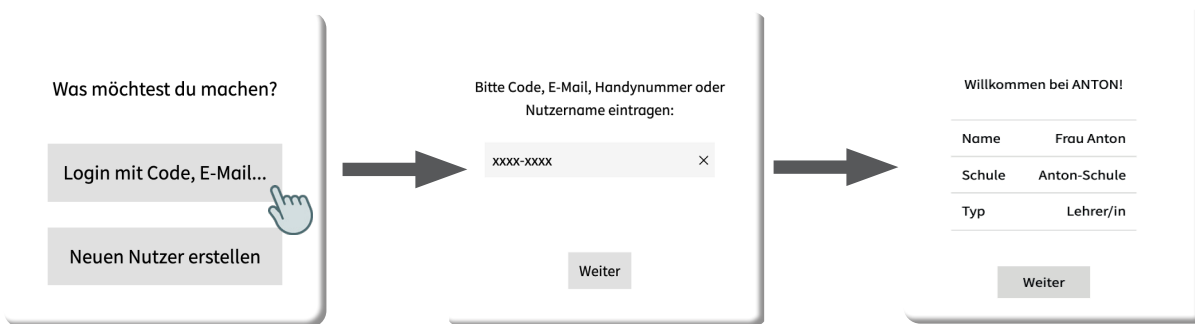 Was möchtest du machen?
Login mit Code, E-Mail...
Neuen Nutzer erstellen
Bitte Code, E-Mail, Handynummer oder
Nutzername eintragen:
xxxx-xxxx ×
Weiter
Willkommen bei ANTON!
Name Frau Anton
Schule Anton-Schule
Typ Lehrer/in
Weiter